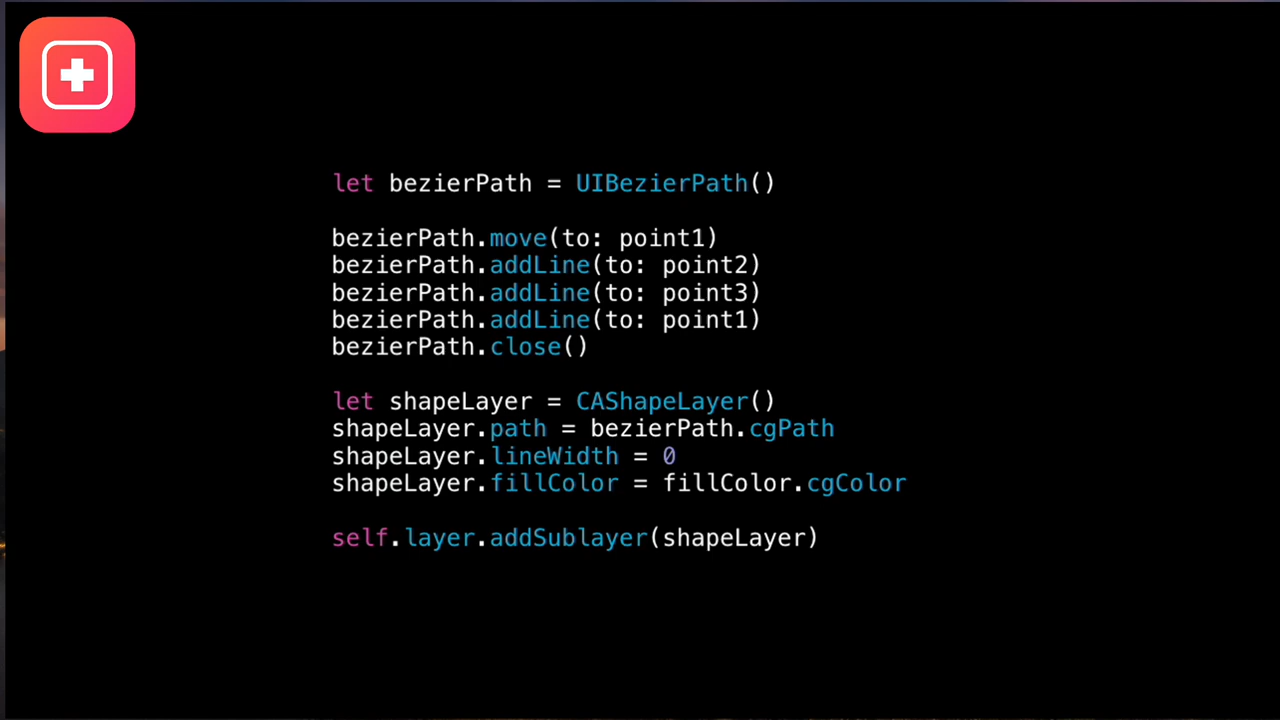 let bezierPath = UIBezierPath()
bezierPath.move(to: point1)
bezierPath.addLine(to: point2)
bezierPath.addLine(to: point3)
bezierPath.addLine(to: point1)
bezierPath.close()
let shapeLayer = CAShapeLayer()
shapeLayer.path = bezierPath.cgPath
shapeLayer.lineWidth = 0
shapeLayer.fillColor = fillColor.cgColor
self.layer.addSublayer(shapeLayer)